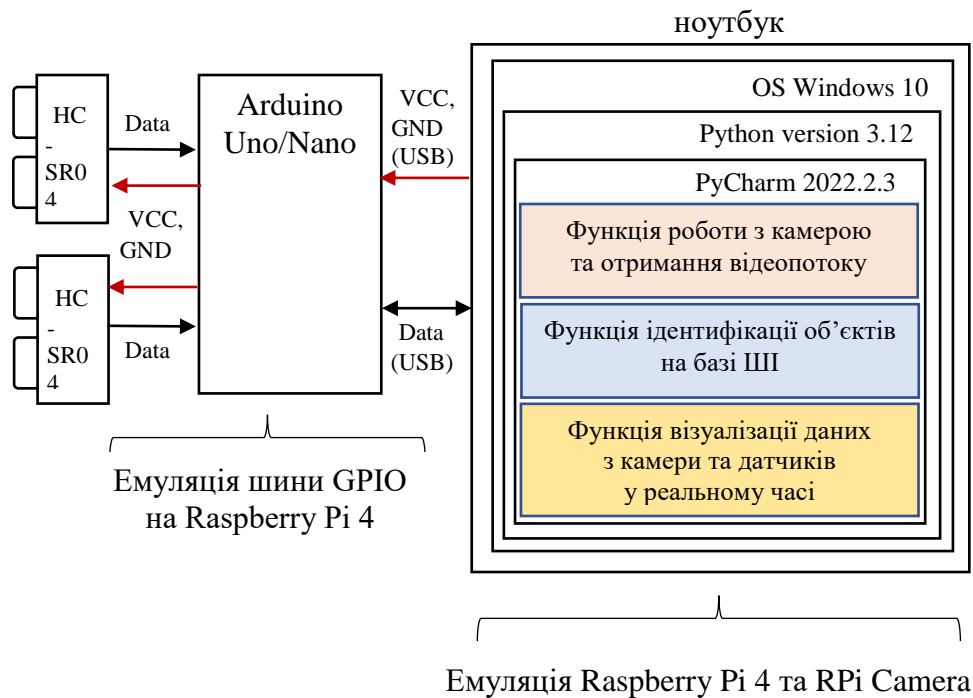 ноутбук
OS Windows 10
Python version 3.12
PyCharm 2022.2.3
Функція роботи з камерою
та отримання відеопотоку
Функція ідентифікації об’єктів
на базі ШІ
Функція візуалізації даних
з камери та датчиків
у реальному часі
HC
-
SR0
4
Data
VCC,
GND
HC
-
SR0
4
Data
Arduino
Uno/Nano
VCC,
GND
(USB)
Data
(USB)
Емуляція шини GPIO
на Raspberry Pi 4
Емуляція Raspberry Pi 4 та RPi Camera